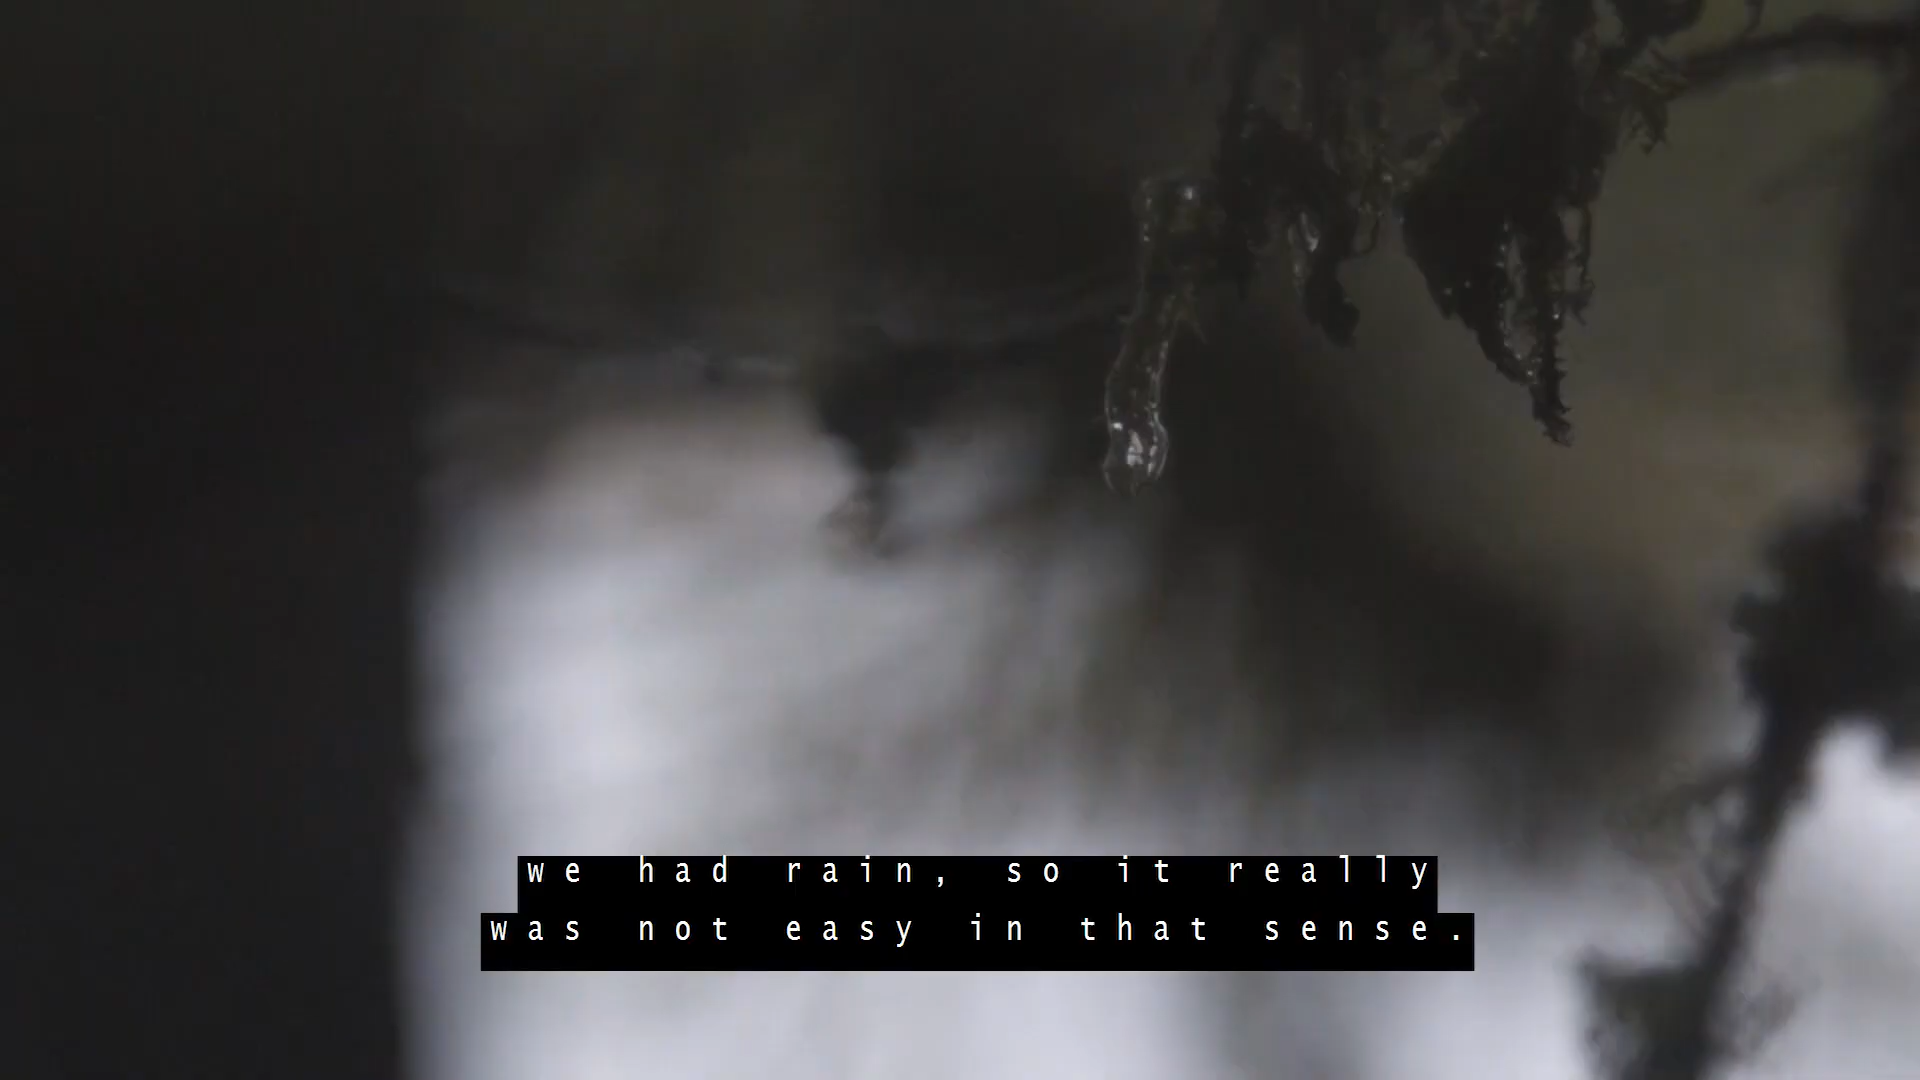 we had rain, so it really
was not easy in that sense.